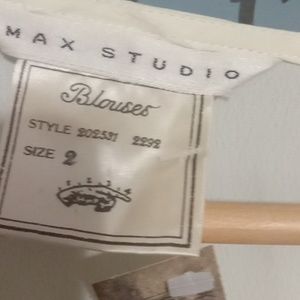 MAX STUDIO
Blouses
STYLE 202531 2292
SIZE 2